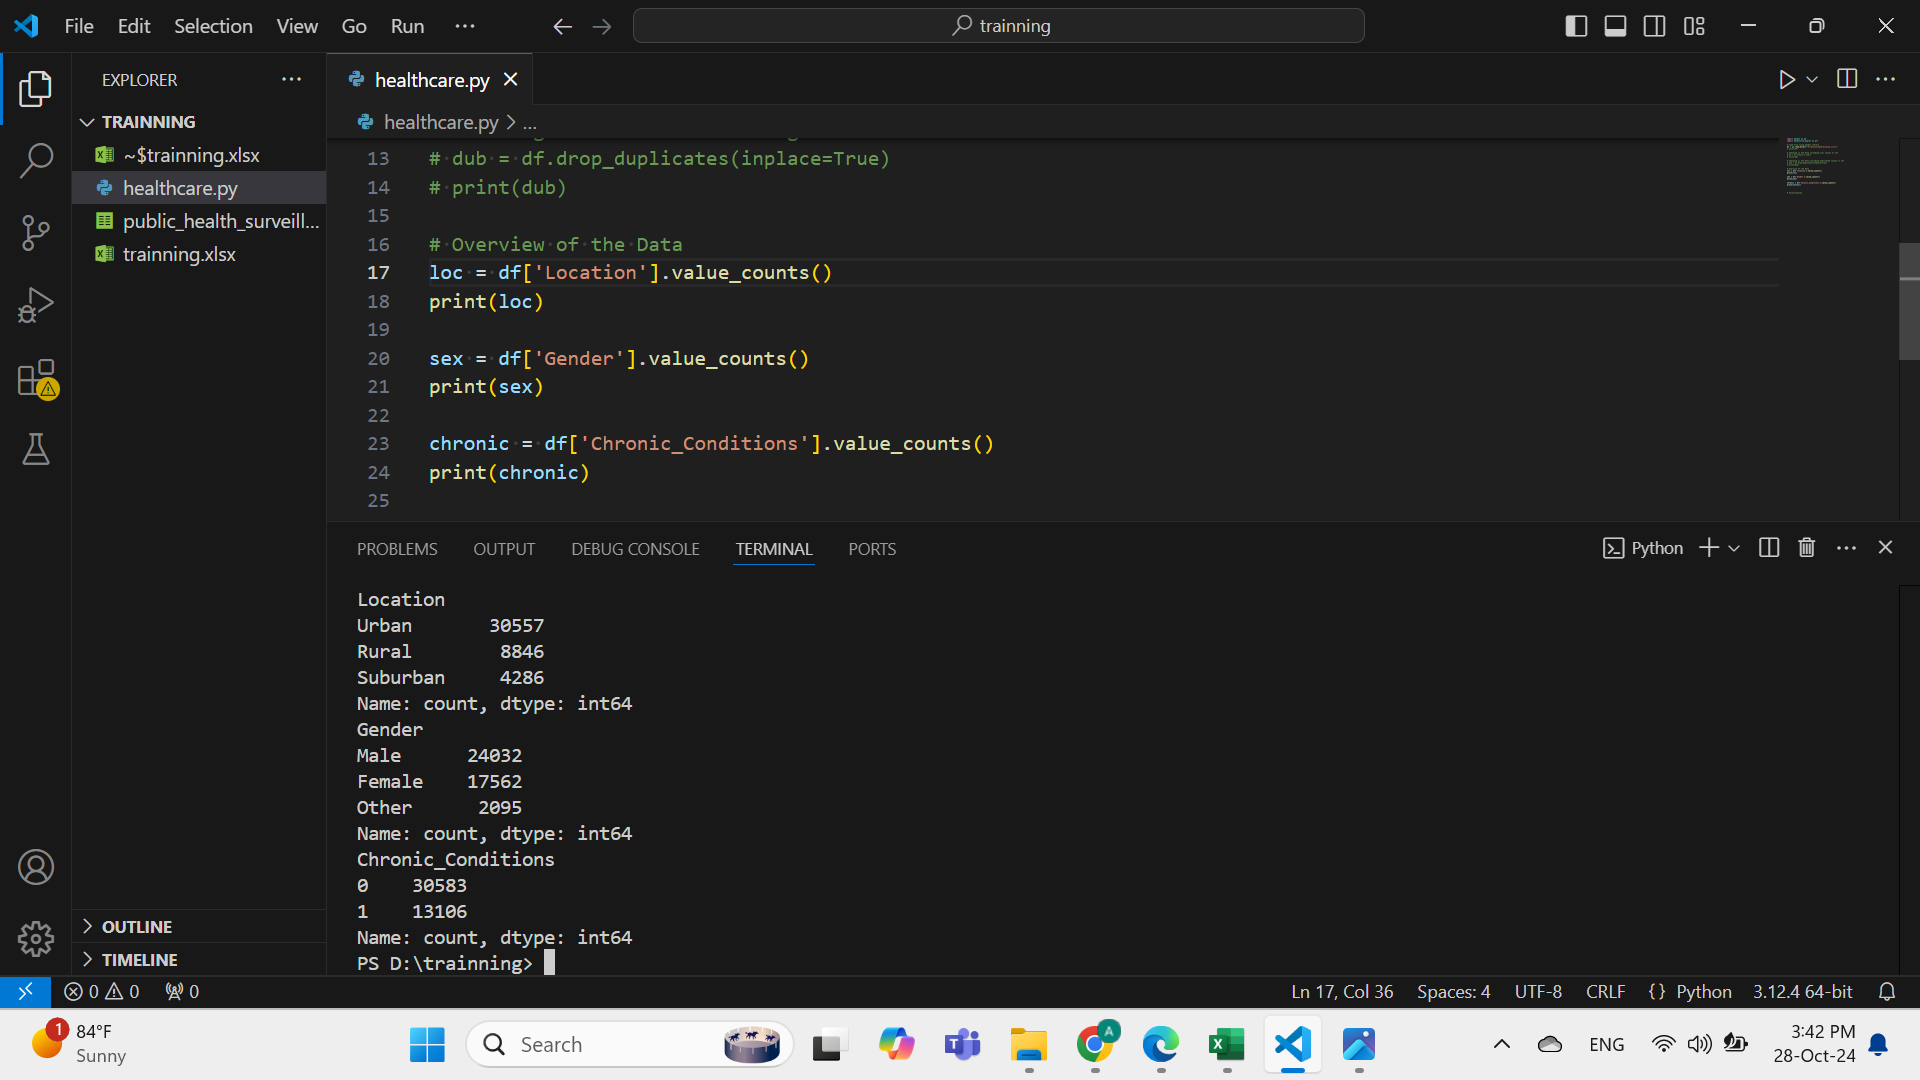 File Edit Selection View Go Run ...
trainning
EXPLORER
TRAINNING
~$trainning.xlsx
healthcare.py
public_health_surveill...
trainning.xlsx
OUTLINE
TIMELINE
healthcare.py
healthcare.py > ...
13 # dub = df.drop_duplicates(inplace=True)
14 # print(dub)
15
16 # Overview of the Data
17 loc = df['Location'].value_counts()
18 print(loc)
19
20 sex = df['Gender'].value_counts()
21 print(sex)
22
23 chronic = df['Chronic_Conditions'].value_counts()
24 print(chronic)
25
PROBLEMS OUTPUT DEBUG CONSOLE TERMINAL PORTS
Python
Location
Urban 30557
Rural 8846
Suburban 4286
Name: count, dtype: int64
Gender
Male 24032
Female 17562
Other 2095
Name: count, dtype: int64
Chronic_Conditions
0 30583
1 13106
Name: count, dtype: int64
PS D:\trainning>
0 0 0
Ln 17, Col 36 Spaces: 4 UTF-8 CRLF {} Python 3.12.4 64-bit
1
84°F
Sunny
Search
T
A
X
ENG
3:42 PM
28-Oct-24